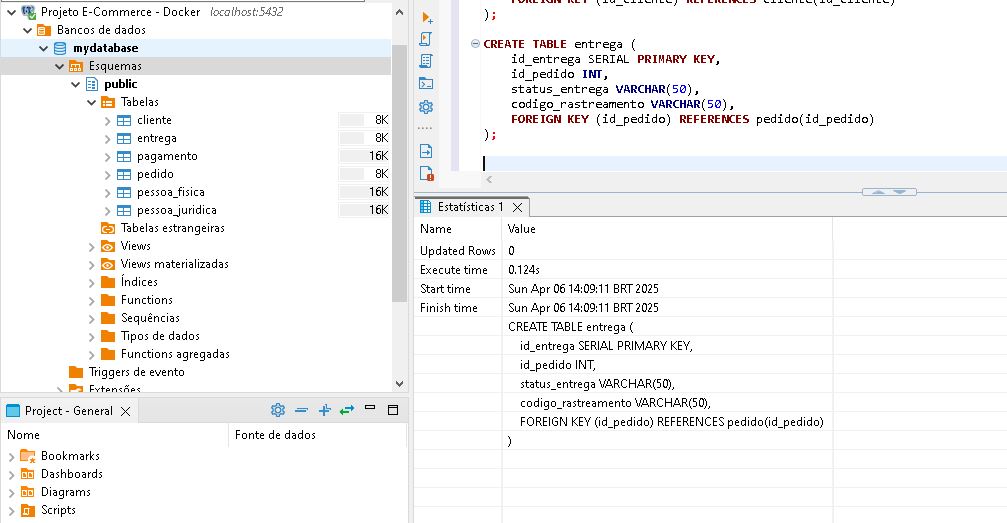 Projeto E-Commerce - Docker localhost:5432
Bancos de dados
mydatabase
Esquemas
public
Tabelas
cliente 8K
entrega 8K
pagamento 16K
pedido 8K
pessoa_fisica 16K
pessoa_juridica 16K
Tabelas estrangeiras
Views
Views materializadas
Índices
Functions
Sequências
Tipos de dados
Functions agregadas
Triggers de evento
Extensões
Project - General
Nome Fonte de dados
Bookmarks
Dashboards
Diagrams
Scripts
FOREIGN KEY (id_cliente) REFERENCES cliente(id_cliente)
);
CREATE TABLE entrega (
id_entrega SERIAL PRIMARY KEY,
id_pedido INT,
status_entrega VARCHAR(50),
codigo_rastreamento VARCHAR(50),
FOREIGN KEY (id_pedido) REFERENCES pedido(id_pedido)
);
Estatísticas 1
Name Value
Updated Rows 0
Execute time 0.124s
Start time Sun Apr 06 14:09:11 BRT 2025
Finish time Sun Apr 06 14:09:11 BRT 2025
CREATE TABLE entrega (
id_entrega SERIAL PRIMARY KEY,
id_pedido INT,
status_entrega VARCHAR(50),
codigo_rastreamento VARCHAR(50),
FOREIGN KEY (id_pedido) REFERENCES pedido(id_pedido)
)